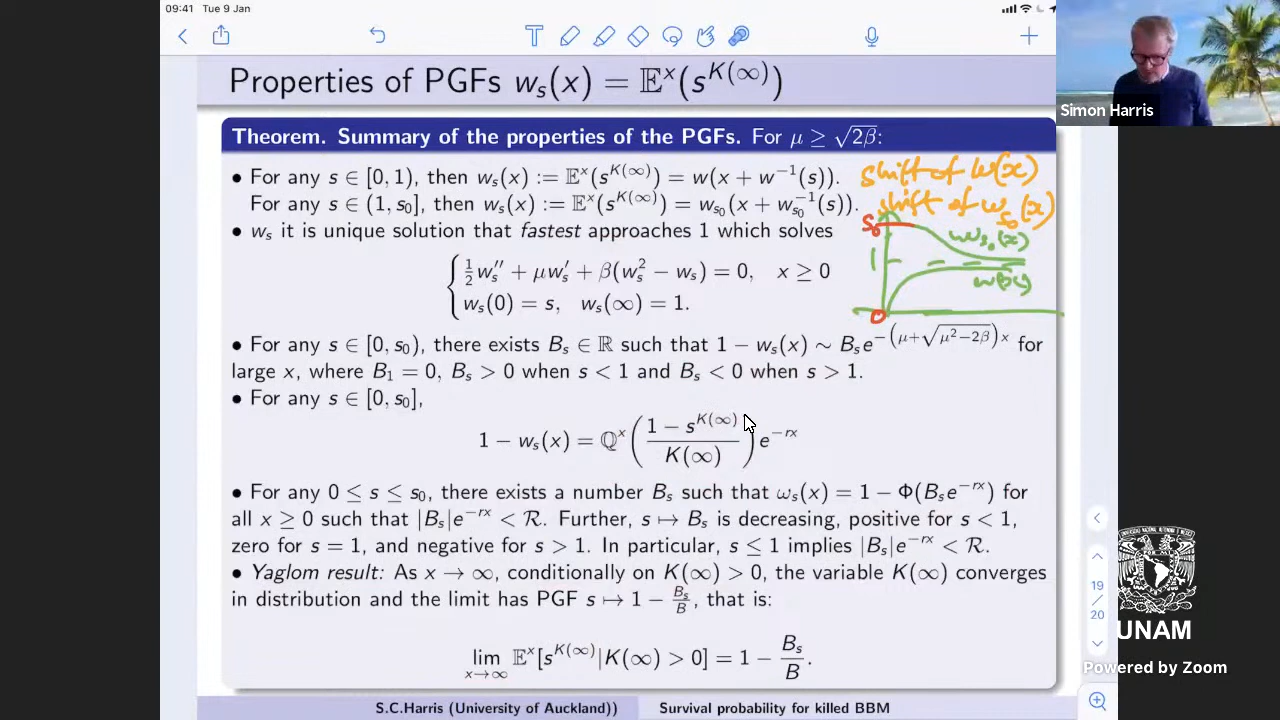 09:41 Tue 9 Jan
Properties of PGFs w_s(x) = 𝔼^x(s^{K(∞)})
Simon Harris
Theorem. Summary of the properties of the PGFs. For μ ≥ √(2β):
• For any s ∈ [0, 1), then w_s(x) := 𝔼^x(s^{K(∞)}) = w(x + w^{-1}(s)).
shift of w(x)
For any s ∈ (1, s_0], then w_s(x) := 𝔼^x(s^{K(∞)}) = w_{s_0}(x + w_{s_0}^{-1}(s)).
shift of w_{s_0}(x)
• w_s it is unique solution that fastest approaches 1 which solves
s_0
w_{s_0}(x)
1
w(x)
0
½w_s'' + μw_s' + β(w_s^2 − w_s) = 0, x ≥ 0
w_s(0) = s, w_s(∞) = 1.
• For any s ∈ [0, s_0), there exists B_s ∈ ℝ such that 1 − w_s(x) ∼ B_s e^{−(μ+√(μ^2−2β))x} for
large x, where B_1 = 0, B_s > 0 when s < 1 and B_s < 0 when s > 1.
• For any s ∈ [0, s_0],
1 − w_s(x) = ℚ^x((1 − s^{K(∞)})/K(∞)) e^{−rx}
• For any 0 ≤ s ≤ s_0, there exists a number B_s such that ω_s(x) = 1 − Φ(B_s e^{−rx}) for
all x ≥ 0 such that |B_s|e^{−rx} < ℛ. Further, s ↦ B_s is decreasing, positive for s < 1,
zero for s = 1, and negative for s > 1. In particular, s ≤ 1 implies |B_s|e^{−rx} < ℛ.
• Yaglom result: As x → ∞, conditionally on K(∞) > 0, the variable K(∞) converges
in distribution and the limit has PGF s ↦ 1 − B_s/B, that is:
lim_{x→∞} 𝔼^x[s^{K(∞)}|K(∞) > 0] = 1 − B_s/B.
19
/
20
UNAM
Powered by Zoom
S.C.Harris (University of Auckland)) Survival probability for killed BBM